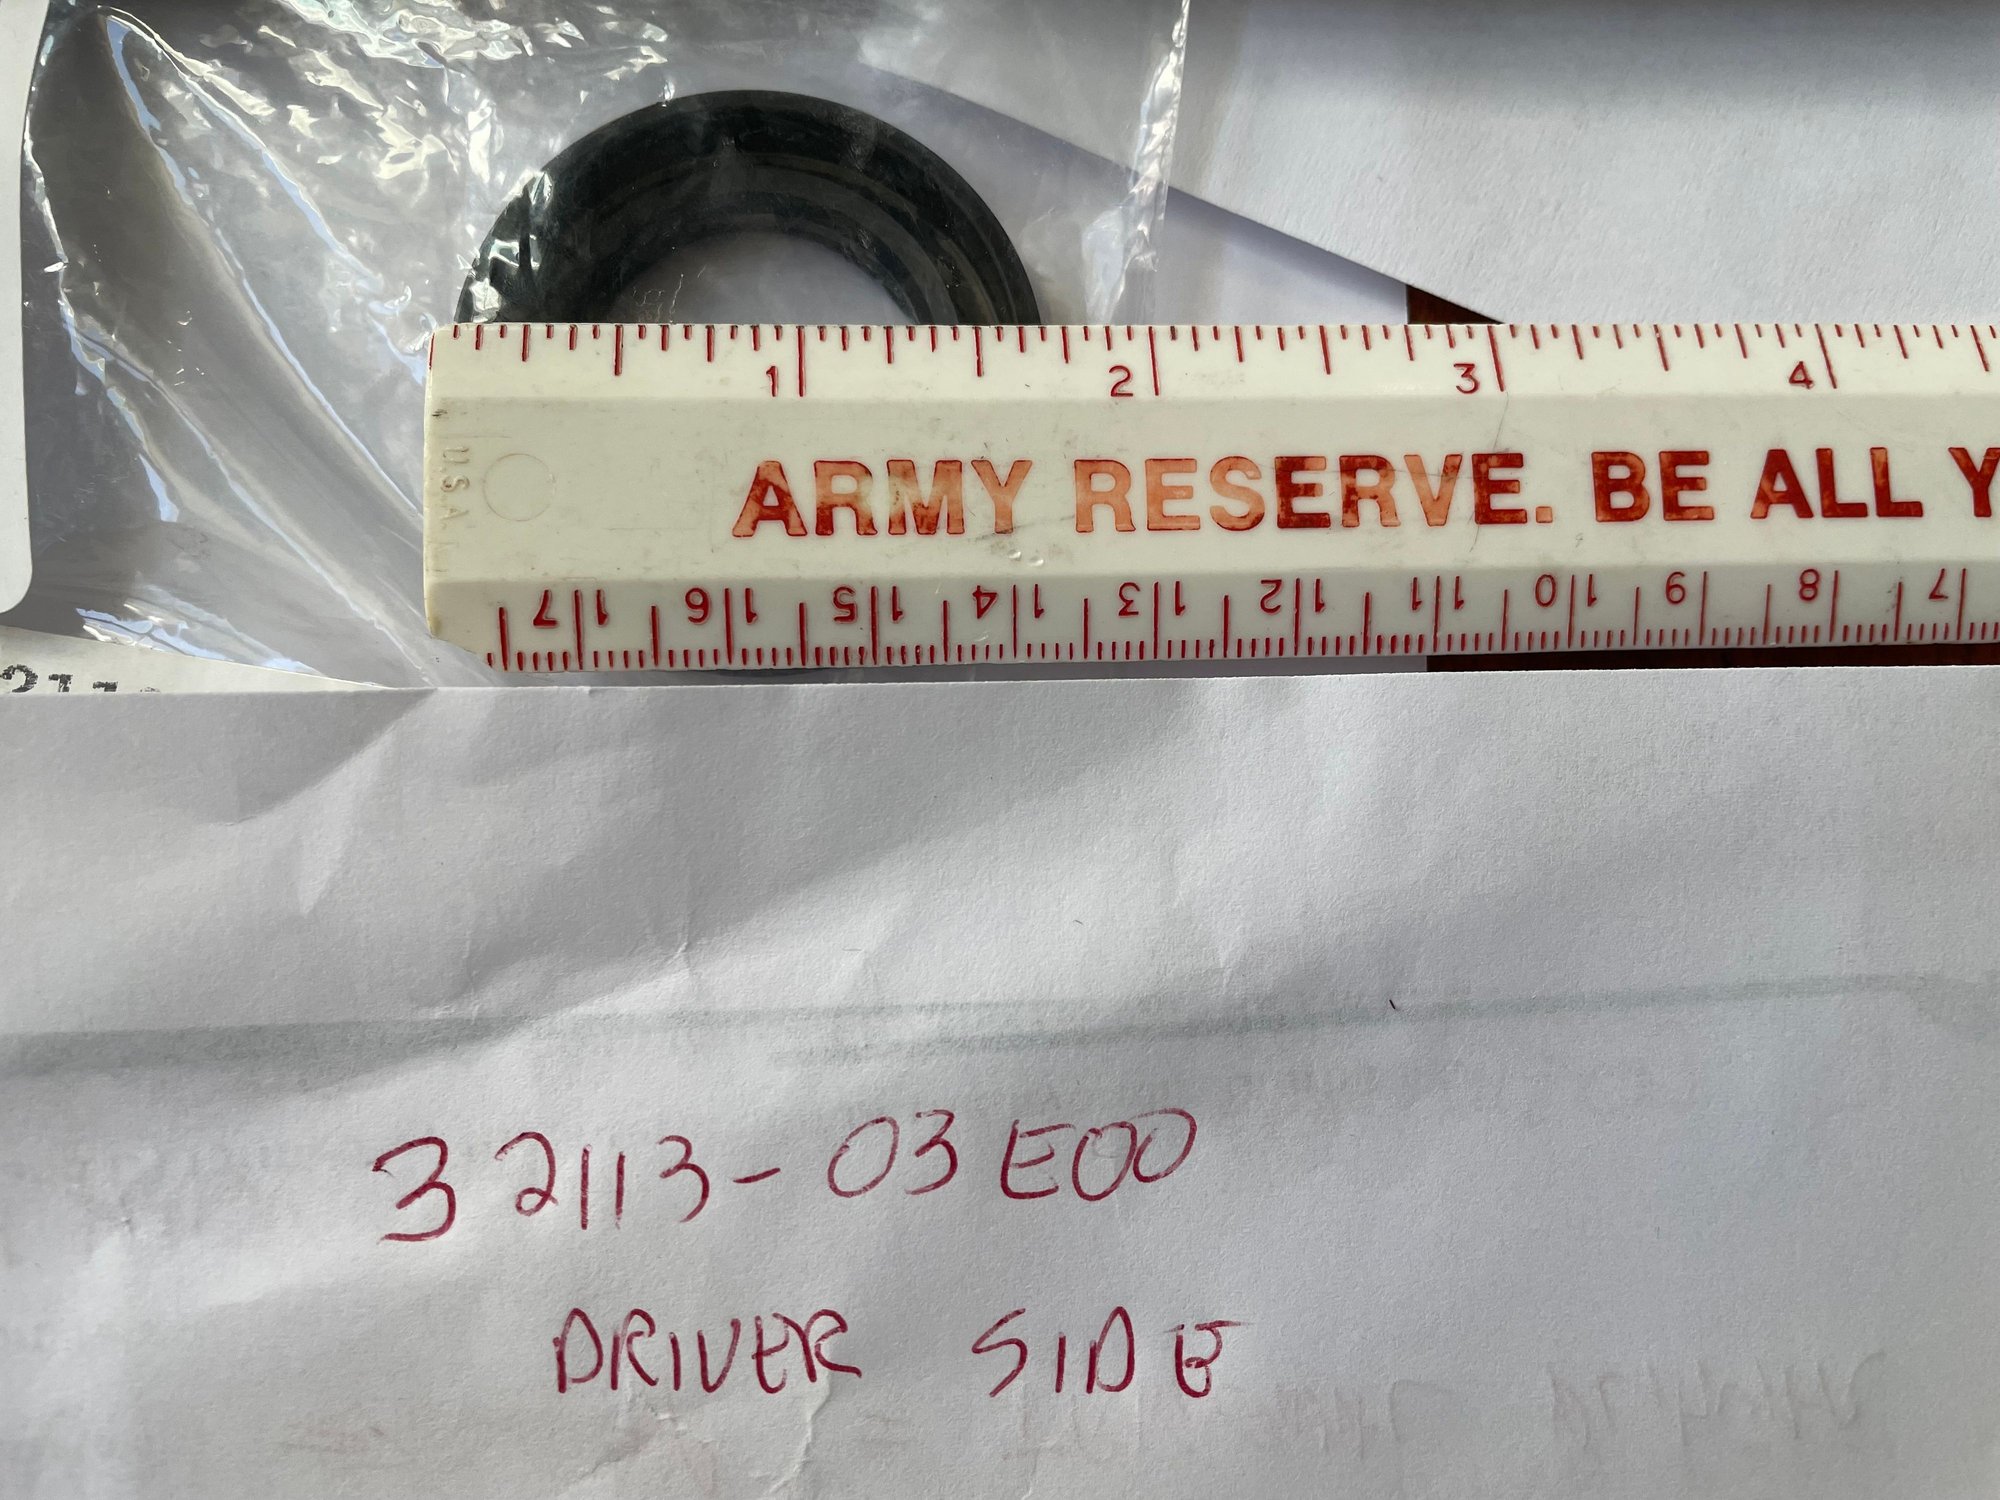 1 2 3 4
U.S.A.
ARMY RESERVE. BE ALL Y
17 16 15 14 13 12 11 10 9 8 7
32113-03E00
DRIVER SIDE